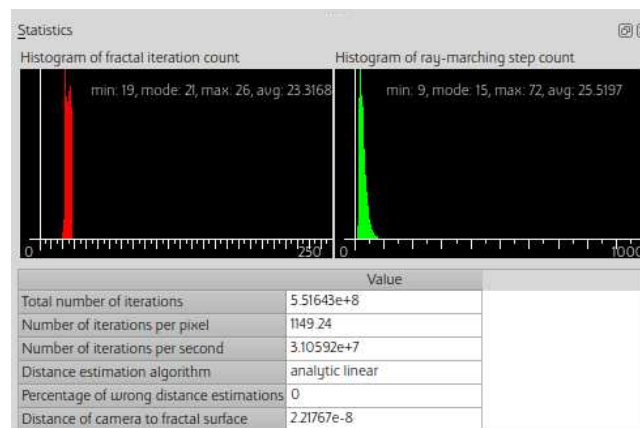 Statistics
Histogram of fractal iteration count
Histogram of ray-marching step count
min: 19, mode: 21, max: 26, avg: 23.3168
min: 9, mode: 15, max: 72, avg: 25.5197
0
250
0
1000
Value
Total number of iterations 5.51643e+8
Number of iterations per pixel 1149.24
Number of iterations per second 3.10592e+7
Distance estimation algorithm analytic linear
Percentage of wrong distance estimations 0
Distance of camera to fractal surface 2.21767e-8